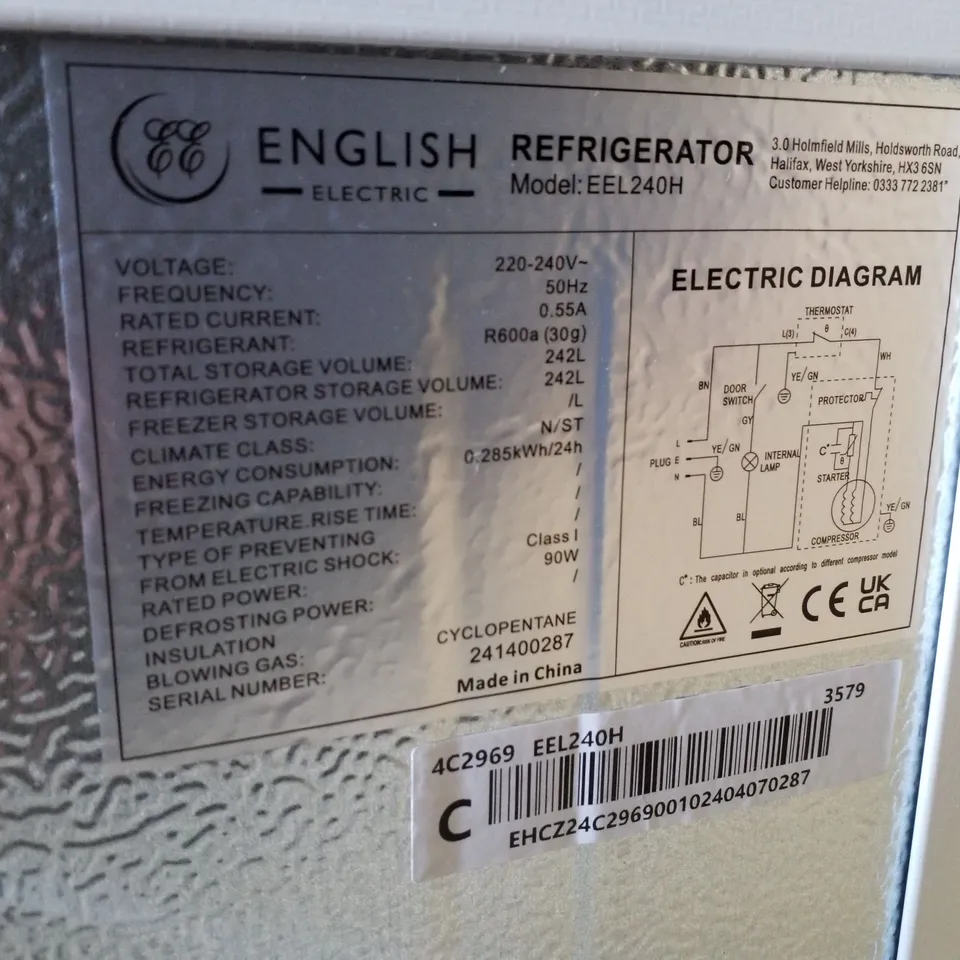 EE ENGLISH
ELECTRIC
REFRIGERATOR
Model: EEL240H
3.0 Holmfield Mills, Holdsworth Road,
Halifax, West Yorkshire, HX3 6SN
Customer Helpline: 0333 772 2381"
VOLTAGE: 220-240V~
FREQUENCY: 50Hz
RATED CURRENT: 0.55A
REFRIGERANT: R600a (30g)
TOTAL STORAGE VOLUME: 242L
REFRIGERATOR STORAGE VOLUME: 242L
FREEZER STORAGE VOLUME: /L
CLIMATE CLASS: N/ST
ENERGY CONSUMPTION: 0.285kWh/24h
FREEZING CAPABILITY: /
TEMPERATURE.RISE TIME: /
TYPE OF PREVENTING /
FROM ELECTRIC SHOCK: Class I
RATED POWER: 90W
DEFROSTING POWER: /
INSULATION
BLOWING GAS: CYCLOPENTANE
SERIAL NUMBER: 241400287
Made in China
ELECTRIC DIAGRAM
THERMOSTAT
L(3) θ C(4)
WH
BN
YE/GN
DOOR
SWITCH
PROTECTOR
GY
C*
θ
L
PLUG E
N
YE/GN
INTERNAL
LAMP
STARTER
BL
BL
YE/GN
COMPRESSOR
C*: The capacitor in optional according to different compressor model
CE
UK
CA
4C2969 EEL240H 3579
C
EHCZ24C296900102404070287